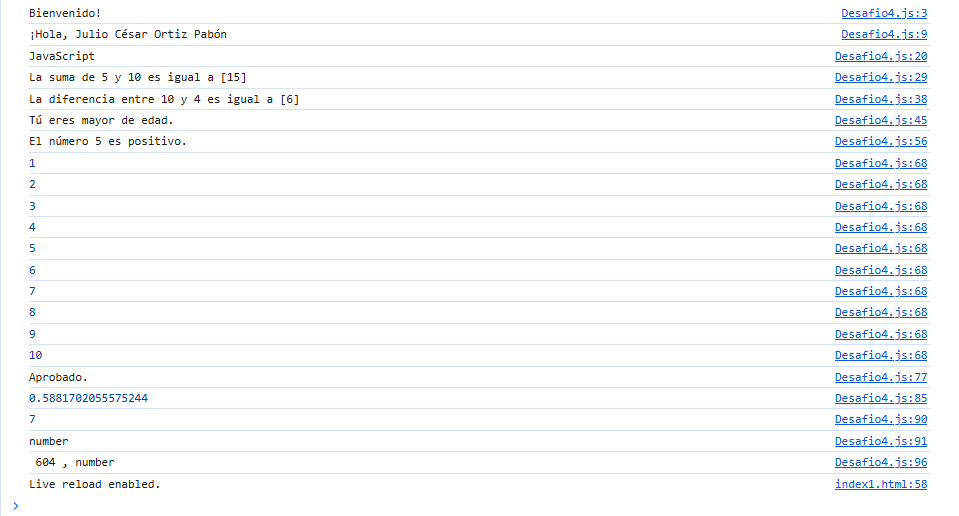 Bienvenido! Desafio4.js:3
¡Hola, Julio César Ortiz Pabón Desafio4.js:9
JavaScript Desafio4.js:20
La suma de 5 y 10 es igual a [15] Desafio4.js:29
La diferencia entre 10 y 4 es igual a [6] Desafio4.js:38
Tú eres mayor de edad. Desafio4.js:45
El número 5 es positivo. Desafio4.js:56
1 Desafio4.js:68
2 Desafio4.js:68
3 Desafio4.js:68
4 Desafio4.js:68
5 Desafio4.js:68
6 Desafio4.js:68
7 Desafio4.js:68
8 Desafio4.js:68
9 Desafio4.js:68
10 Desafio4.js:68
Aprobado. Desafio4.js:77
0.5881702055575244 Desafio4.js:85
7 Desafio4.js:90
number Desafio4.js:91
604 , number Desafio4.js:96
Live reload enabled. index1.html:58